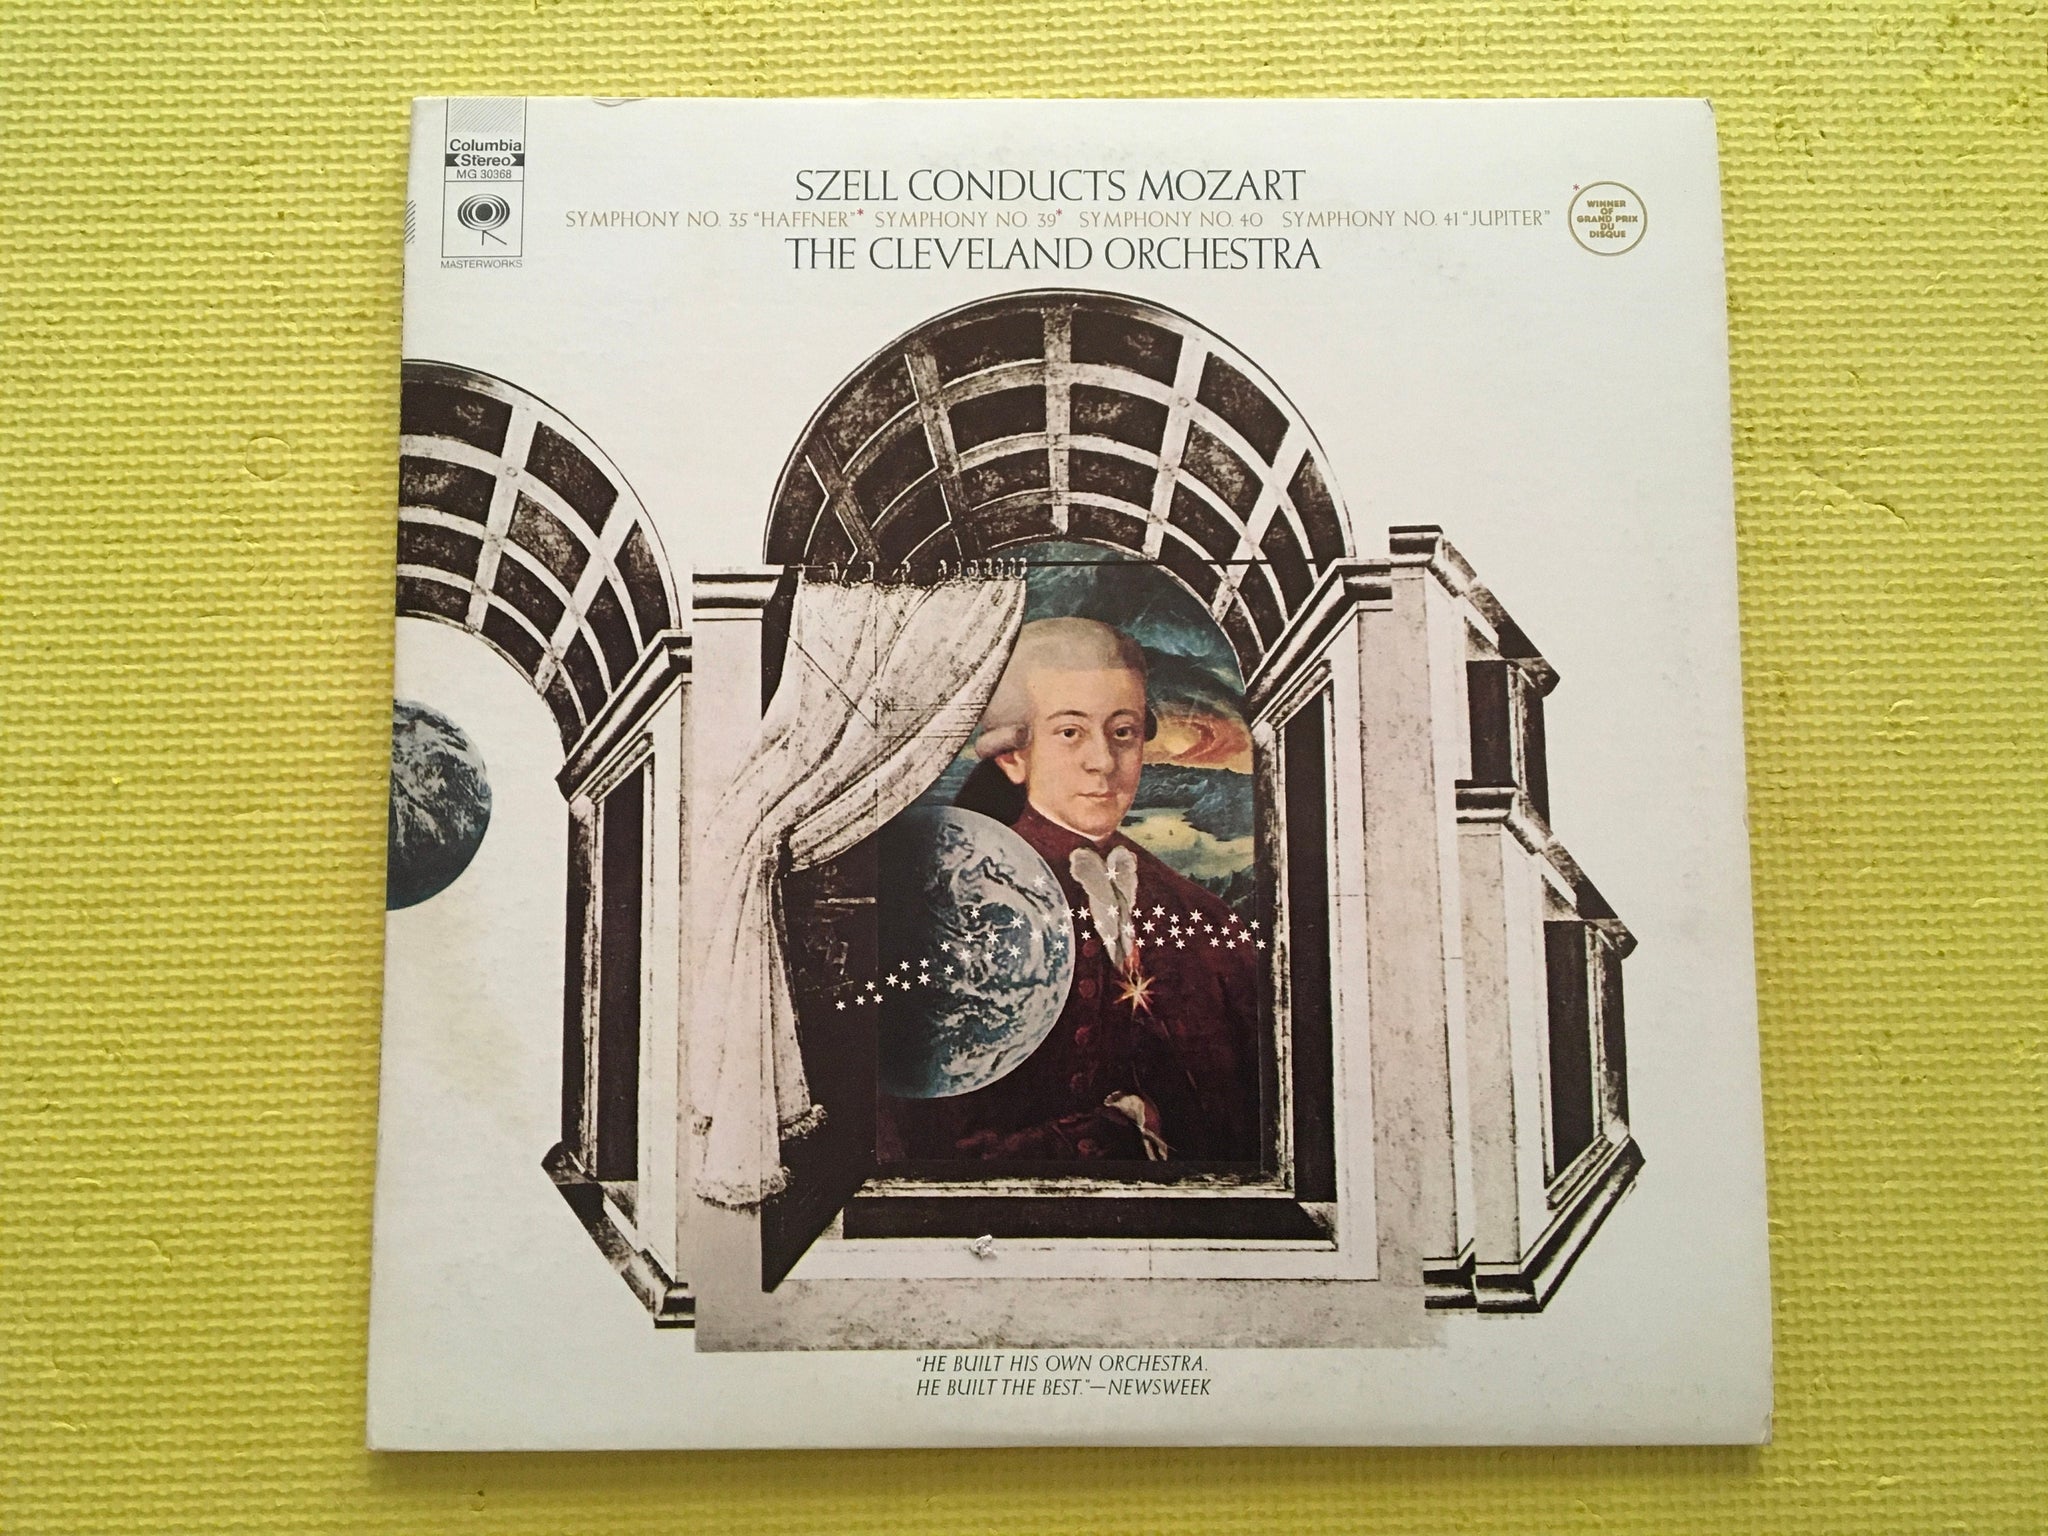 Columbia
Stereo
MG 30368
MASTERWORKS
SZELL CONDUCTS MOZART
SYMPHONY NO. 35 "HAFFNER"* SYMPHONY NO. 39* SYMPHONY NO. 40 SYMPHONY NO. 41 "JUPITER"
THE CLEVELAND ORCHESTRA
*
WINNER
OF
GRAND PRIX
DU
DISQUE
"HE BUILT HIS OWN ORCHESTRA.
HE BUILT THE BEST."—NEWSWEEK